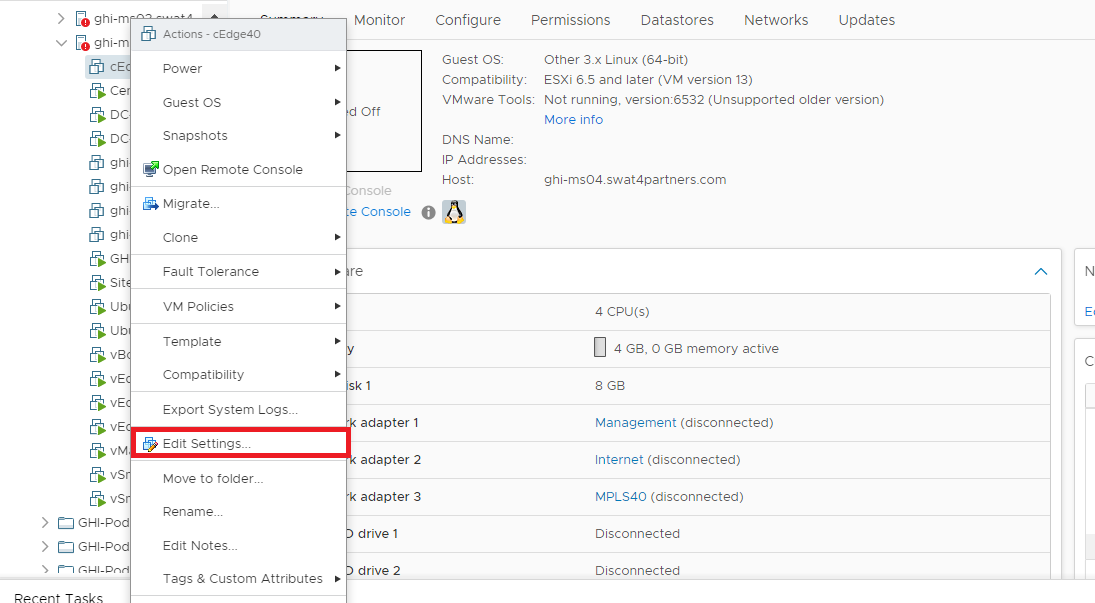 Summary
Monitor
Configure
Permissions
Datastores
Networks
Updates
ghi-ms03.swat4
ghi-m
cEd
Cer
DC
DC
ghi
ghi
ghi
ghi
GH
Site
Ubu
Ubu
vBo
vEd
vEd
vEd
vMa
vSm
vSm
GHI-Pod
GHI-Pod
GHI-Pod
Actions - cEdge40
Power
Guest OS
Snapshots
Open Remote Console
Migrate...
Clone
Fault Tolerance
VM Policies
Template
Compatibility
Export System Logs...
Edit Settings...
Move to folder...
Rename...
Edit Notes...
Tags & Custom Attributes
ed Off
Console
te Console
Guest OS: Other 3.x Linux (64-bit)
Compatibility: ESXi 6.5 and later (VM version 13)
VMware Tools: Not running, version:6532 (Unsupported older version)
More info
DNS Name:
IP Addresses:
Host: ghi-ms04.swat4partners.com
are
4 CPU(s)
y 4 GB, 0 GB memory active
isk 1 8 GB
rk adapter 1 Management (disconnected)
rk adapter 2 Internet (disconnected)
rk adapter 3 MPLS40 (disconnected)
D drive 1 Disconnected
D drive 2 Disconnected
N
Ed
C
Recent Tasks